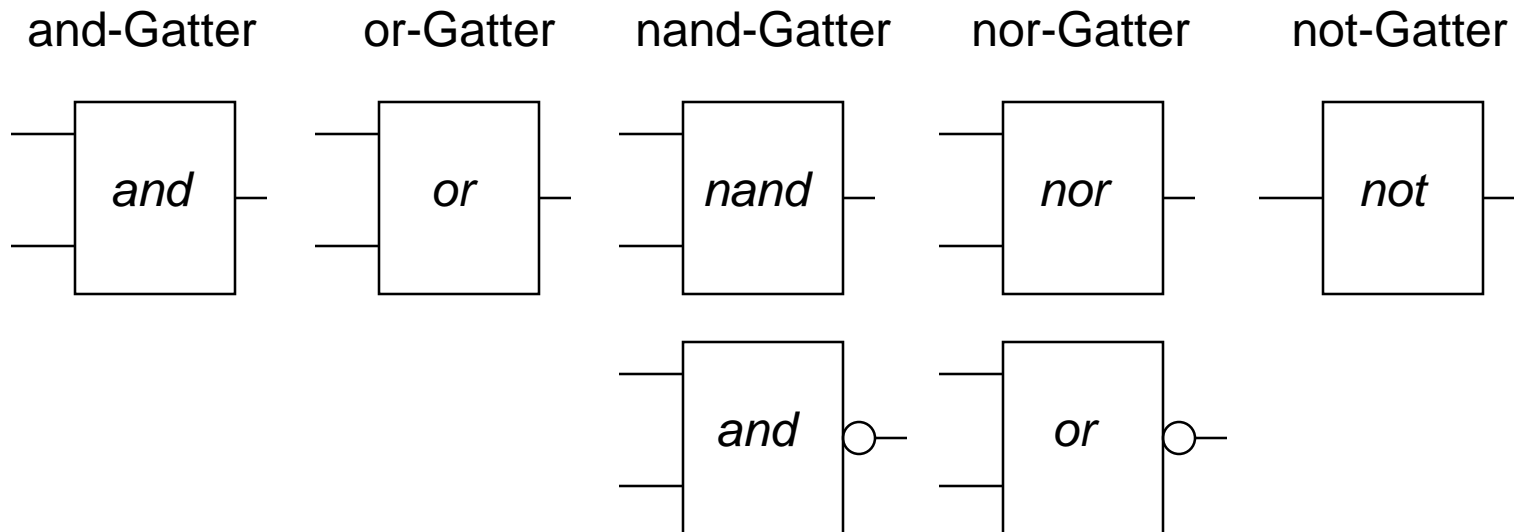 and-Gatter or-Gatter nand-Gatter nor-Gatter not-Gatter
and or nand nor not
and or